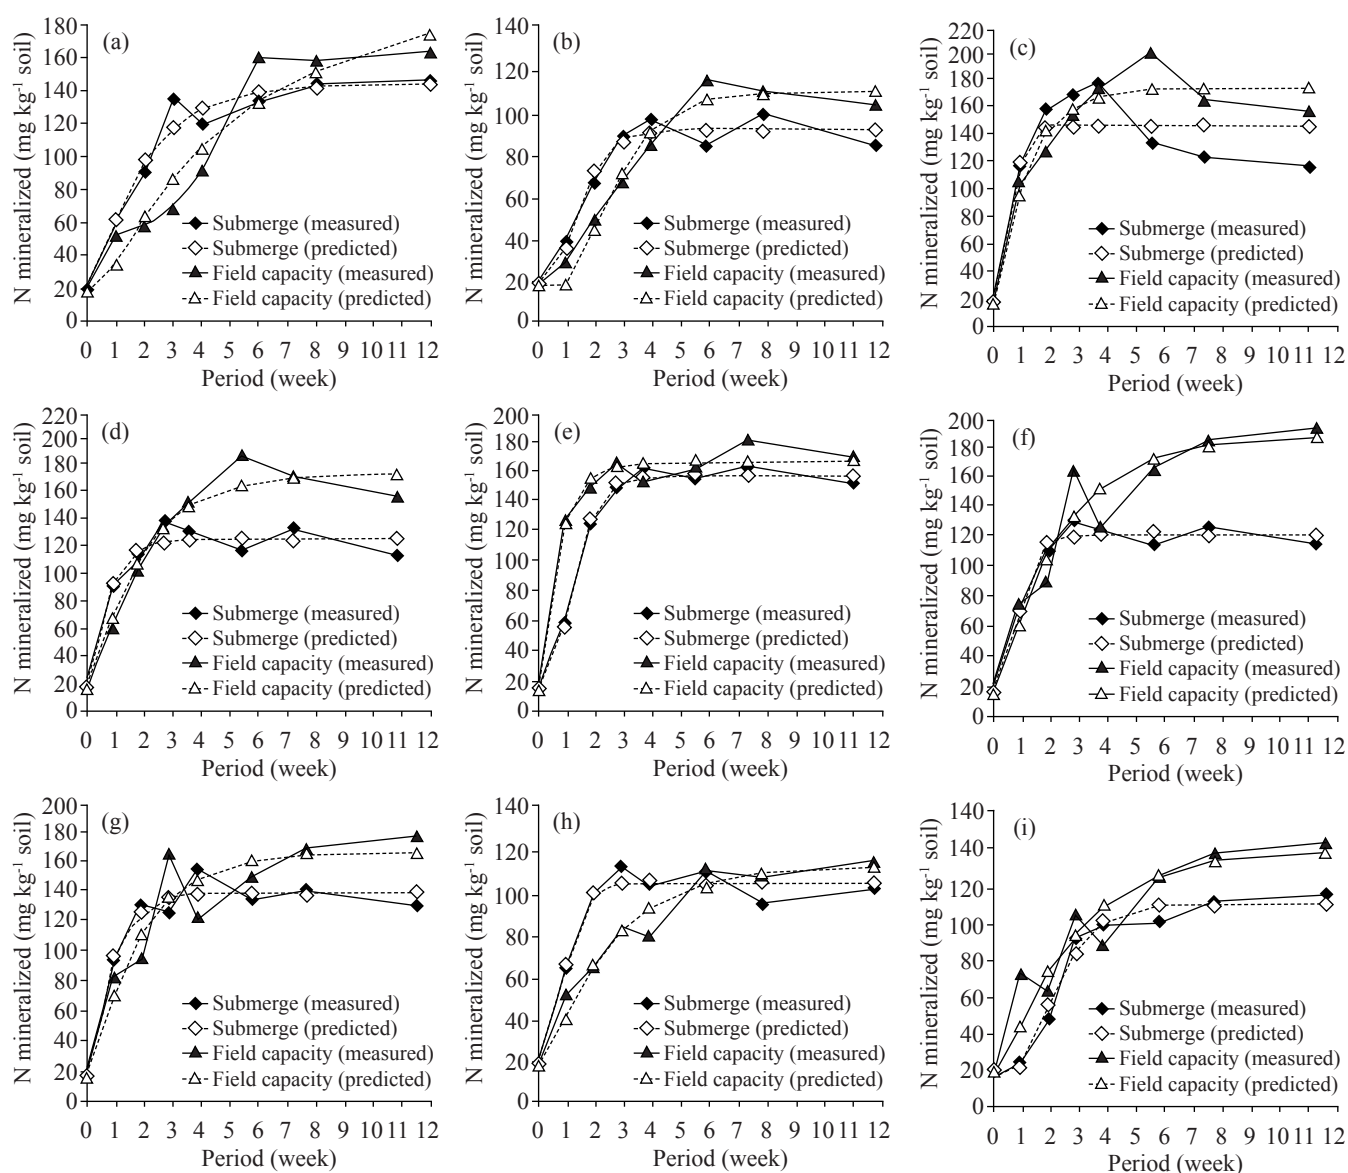 (a)
N mineralized (mg kg⁻¹ soil)
180
160
140
120
100
80
60
40
20
0
Submerge (measured)
Submerge (predicted)
Field capacity (measured)
Field capacity (predicted)
0 1 2 3 4 6 8 9 10 11 12
Period (week)
(b)
N mineralized (mg kg⁻¹ soil)
140
120
100
80
60
40
20
0
Submerge (measured)
Submerge (predicted)
Field capacity (measured)
Field capacity (predicted)
0 1 2 3 4 6 8 9 10 11 12
Period (week)
(c)
N mineralized (mg kg⁻¹ soil)
220
200
180
160
140
120
100
80
60
40
20
0
Submerge (measured)
Submerge (predicted)
Field capacity (measured)
Field capacity (predicted)
0 1 2 3 4 6 8 9 10 11 12
Period (week)
(d)
N mineralized (mg kg⁻¹ soil)
220
200
180
160
140
120
100
80
60
40
20
0
Submerge (measured)
Submerge (predicted)
Field capacity (measured)
Field capacity (predicted)
0 1 2 3 4 6 8 9 10 11 12
Period (week)
(e)
N mineralized (mg kg⁻¹ soil)
200
180
160
140
120
100
80
60
40
20
0
Submerge (measured)
Submerge (predicted)
Field capacity (measured)
Field capacity (predicted)
0 1 2 3 4 6 8 9 10 11 12
Period (week)
(f)
N mineralized (mg kg⁻¹ soil)
200
180
160
140
120
100
80
60
40
20
0
Submerge (measured)
Submerge (predicted)
Field capacity (measured)
Field capacity (predicted)
0 1 2 3 4 6 8 9 10 11 12
Period (week)
(g)
N mineralized (mg kg⁻¹ soil)
200
180
160
140
120
100
80
60
40
20
0
Submerge (measured)
Submerge (predicted)
Field capacity (measured)
Field capacity (predicted)
0 1 2 3 4 6 8 9 10 11 12
Period (week)
(h)
N mineralized (mg kg⁻¹ soil)
140
120
100
80
60
40
20
0
Submerge (measured)
Submerge (predicted)
Field capacity (measured)
Field capacity (predicted)
0 1 2 3 4 6 8 9 10 11 12
Period (week)
(i)
N mineralized (mg kg⁻¹ soil)
140
120
100
80
60
40
20
0
Submerge (measured)
Submerge (predicted)
Field capacity (measured)
Field capacity (predicted)
0 1 2 3 4 6 8 9 10 11 12
Period (week)